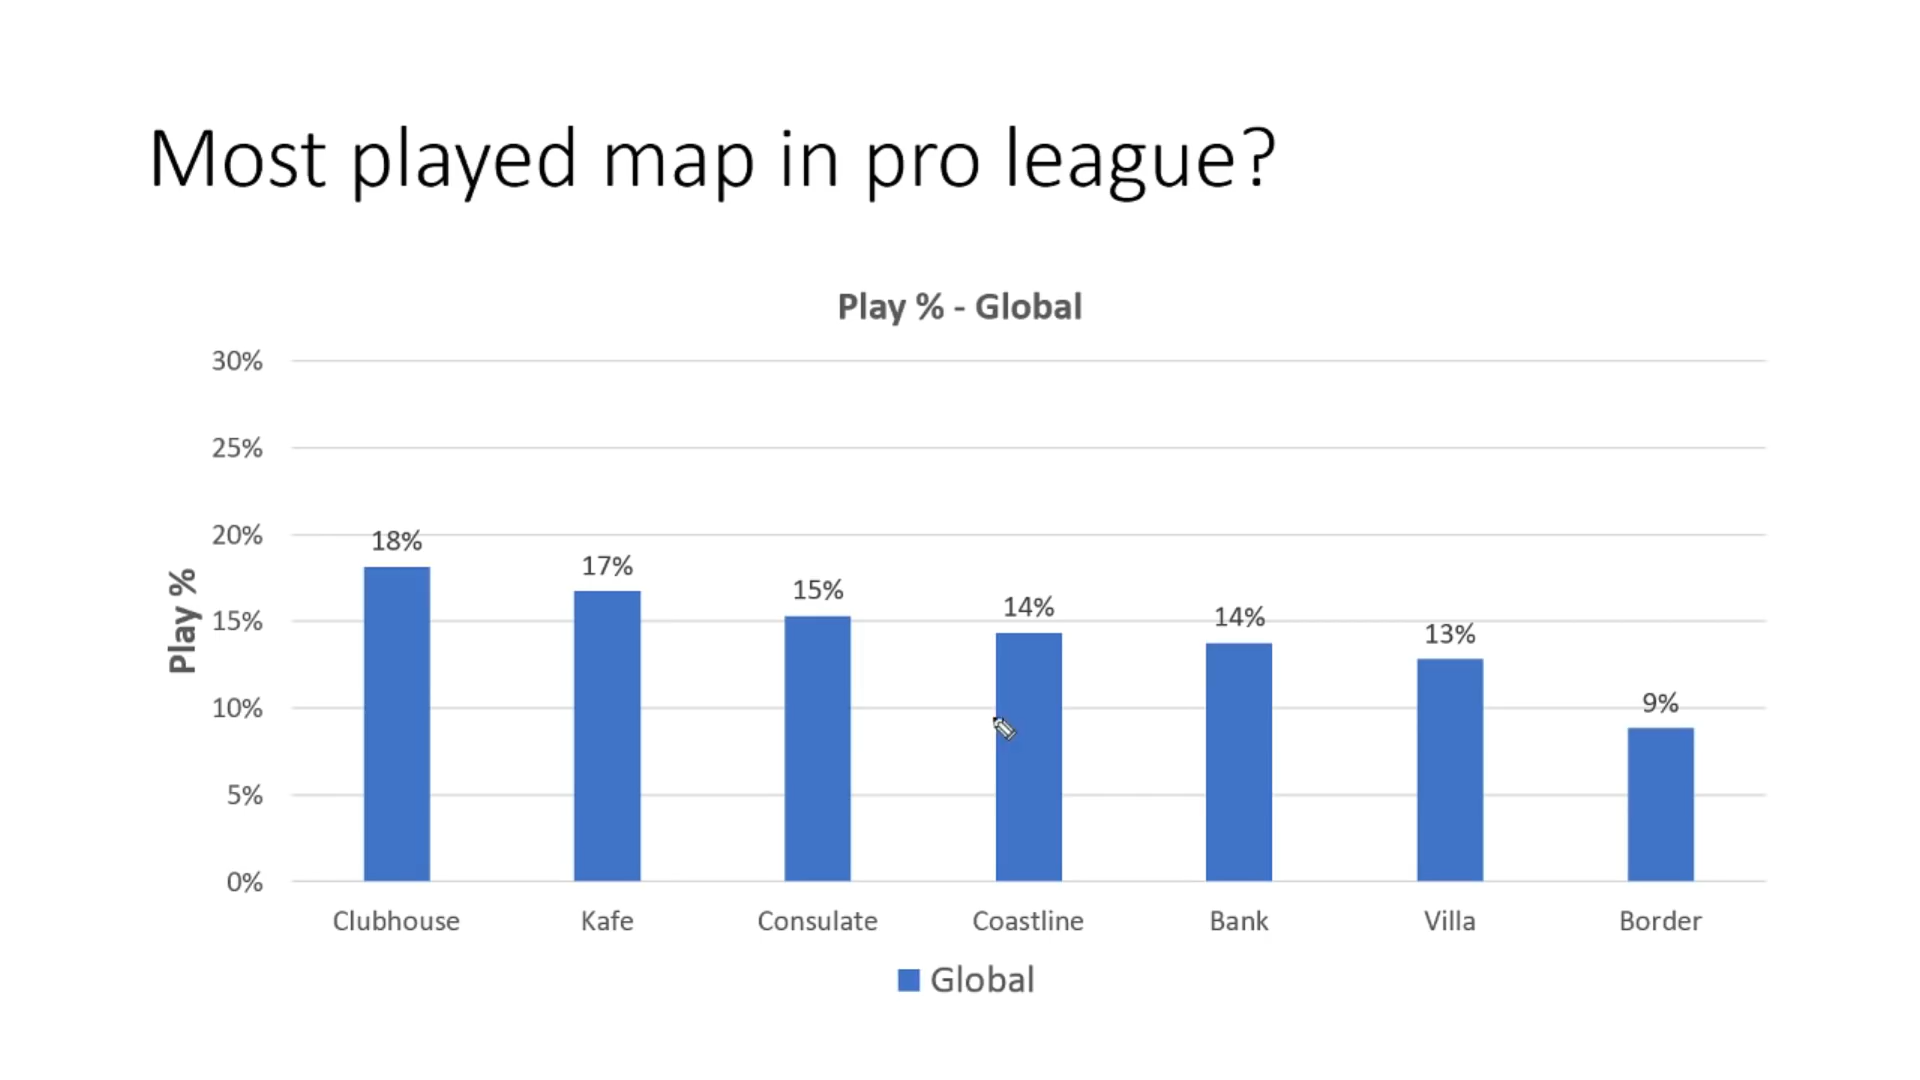 Most played map in pro league?
Play % - Global
30%
25%
20%
15%
10%
5%
0%
Play %
18%
17%
15%
14%
14%
13%
9%
Clubhouse
Kafe
Consulate
Coastline
Bank
Villa
Border
Global